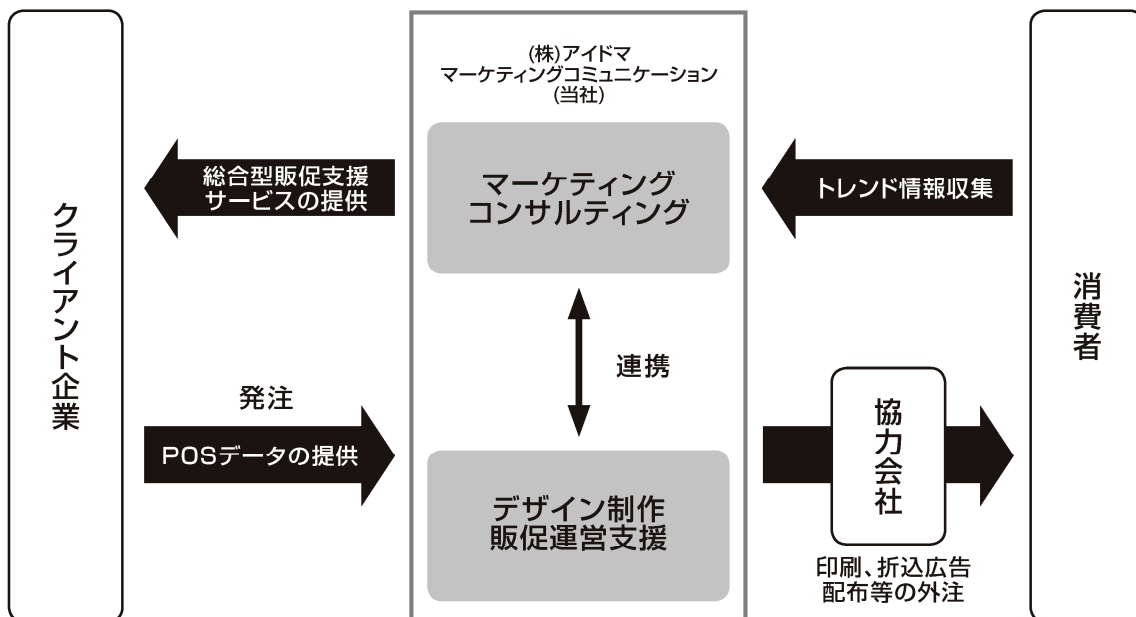 (株)アイドマ
マーケティングコミュニケーション
(当社)
マーケティング
コンサルティング
総合型販促支援
サービスの提供
トレンド情報収集
クライアント企業
消費者
連携
発注
POSデータの提供
協力会社
デザイン制作
販促運営支援
印刷、折込広告
配布等の外注